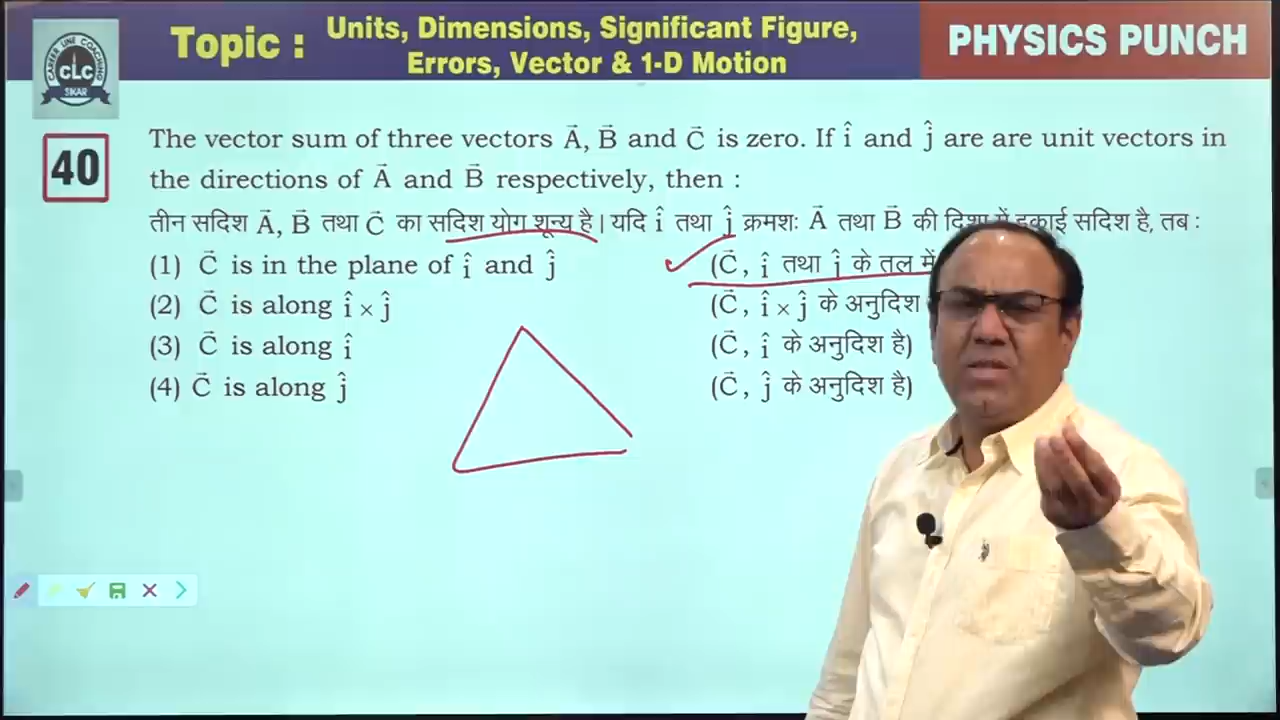 CAREER LINE COACHING
CLC
SIKAR
Topic :
Units, Dimensions, Significant Figure,
Errors, Vector & 1-D Motion
PHYSICS PUNCH
40
The vector sum of three vectors A⃗, B⃗ and C⃗ is zero. If î and ĵ are are unit vectors in
the directions of A⃗ and B⃗ respectively, then :
तीन सदिश A⃗, B⃗ तथा C⃗ का सदिश योग शून्य है। यदि î तथा ĵ क्रमशः A⃗ तथा B⃗ की दिशा में इकाई सदिश है, तब :
(1) C⃗ is in the plane of î and ĵ
(C⃗, î तथा ĵ के तल में
(2) C⃗ is along î × ĵ
(C⃗, î × ĵ के अनुदिश
(3) C⃗ is along î
(C⃗, î के अनुदिश है)
(4) C⃗ is along ĵ
(C⃗, ĵ के अनुदिश है)